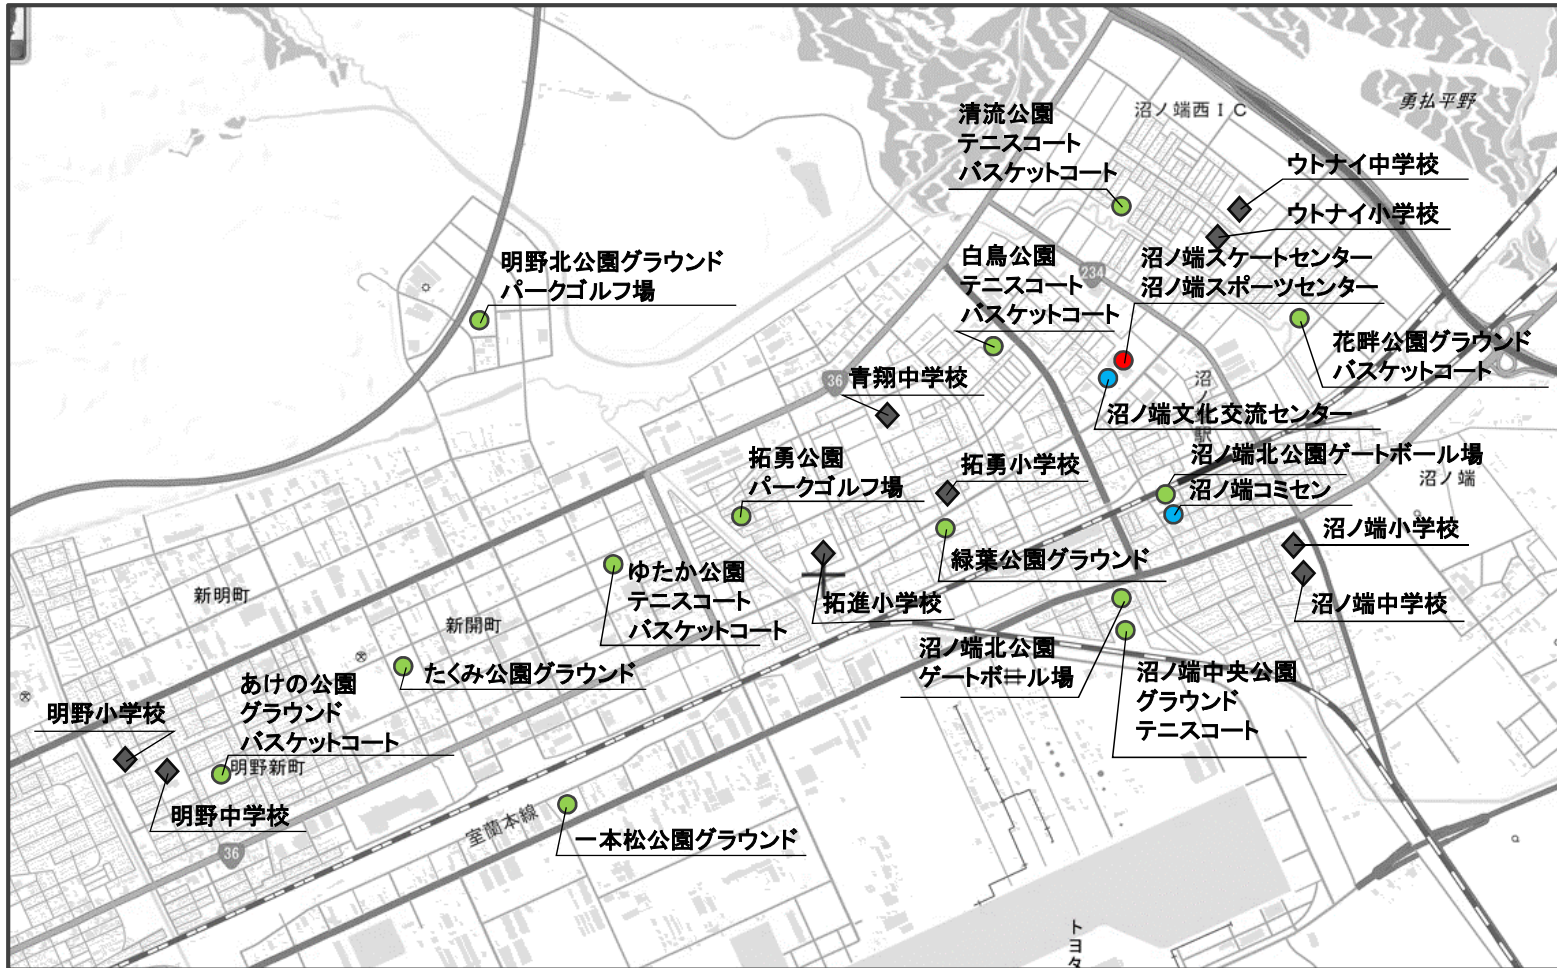 勇払平野
沼ノ端西IC
清流公園
テニスコート
バスケットコート
ウトナイ中学校
ウトナイ小学校
明野北公園グラウンド
パークゴルフ場
白鳥公園
テニスコート
バスケットコート
234
沼ノ端スケートセンター
沼ノ端スポーツセンター
花畔公園グラウンド
バスケットコート
36
青翔中学校
沼ノ端文化交流センター
沼ノ端駅
拓勇公園
パークゴルフ場
拓勇小学校
沼ノ端北公園ゲートボール場
沼ノ端コミセン
沼ノ端
沼ノ端小学校
緑葉公園グラウンド
ゆたか公園
テニスコート
バスケットコート
拓進小学校
沼ノ端中学校
新明町
新開町
沼ノ端北公園
ゲートボール場
沼ノ端中央公園
グラウンド
テニスコート
たくみ公園グラウンド
あけの公園
グラウンド
バスケットコート
明野小学校
明野新町
明野中学校
室蘭本線
一本松公園グラウンド
36
トヨタ